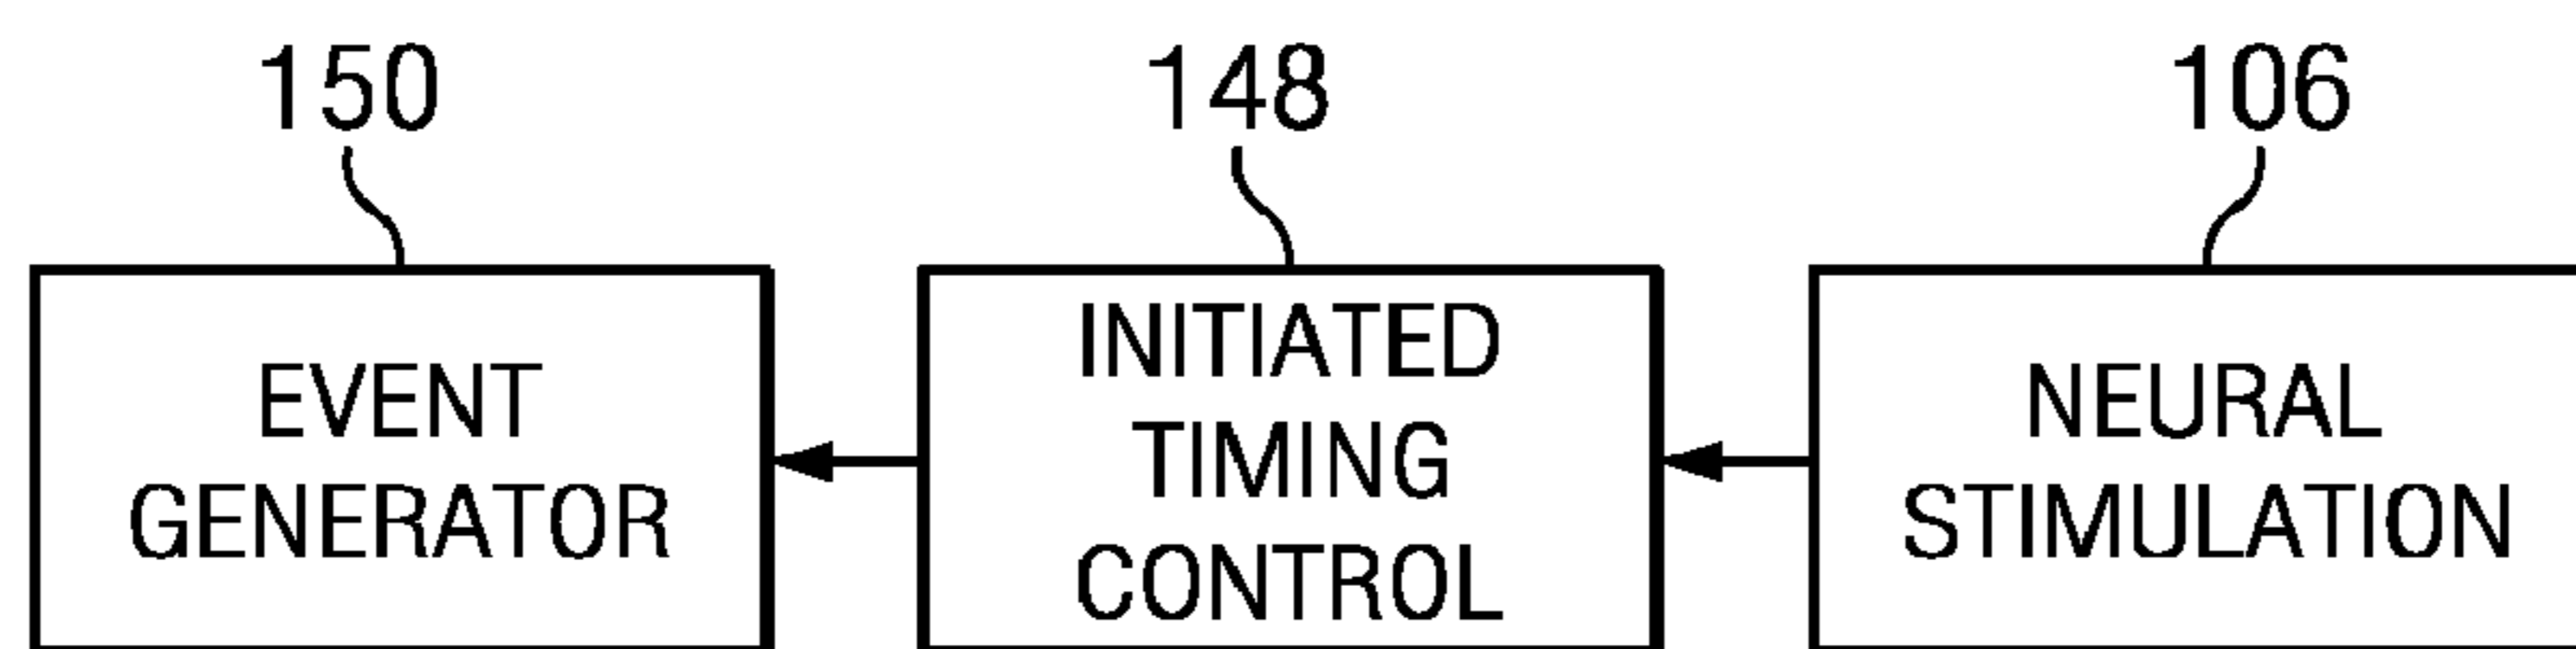 150
148
106
EVENT
GENERATOR
INITIATED
TIMING
CONTROL
NEURAL
STIMULATION